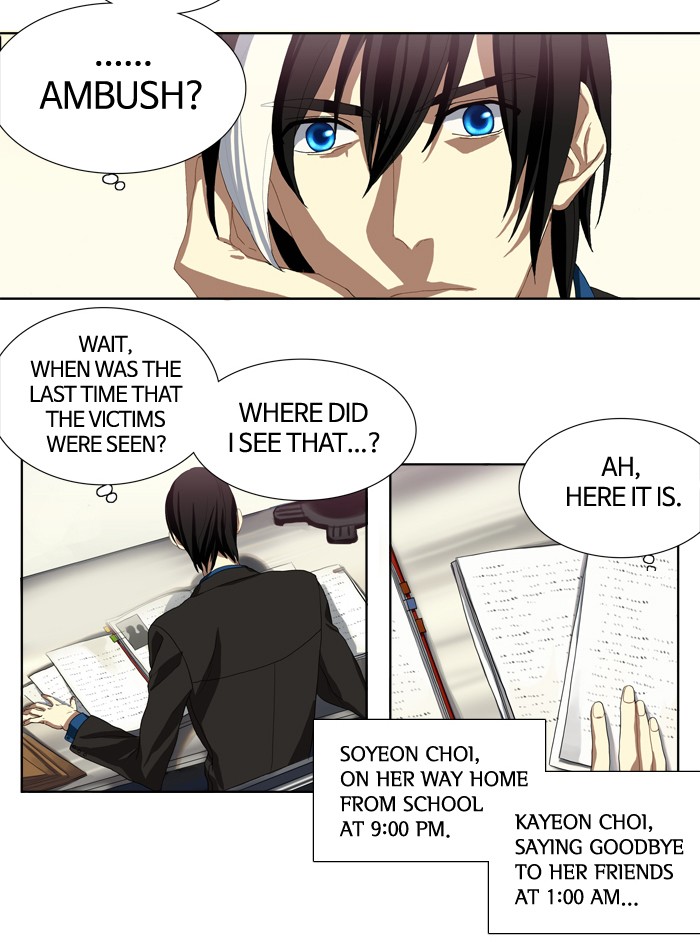 ......
AMBUSH?
WAIT,
WHEN WAS THE
LAST TIME THAT
THE VICTIMS
WERE SEEN?
WHERE DID
I SEE THAT...?
AH,
HERE IT IS.
SOYEON CHOI,
ON HER WAY HOME
FROM SCHOOL
AT 9:00 PM.
KAYEON CHOI,
SAYING GOODBYE
TO HER FRIENDS
AT 1:00 AM...